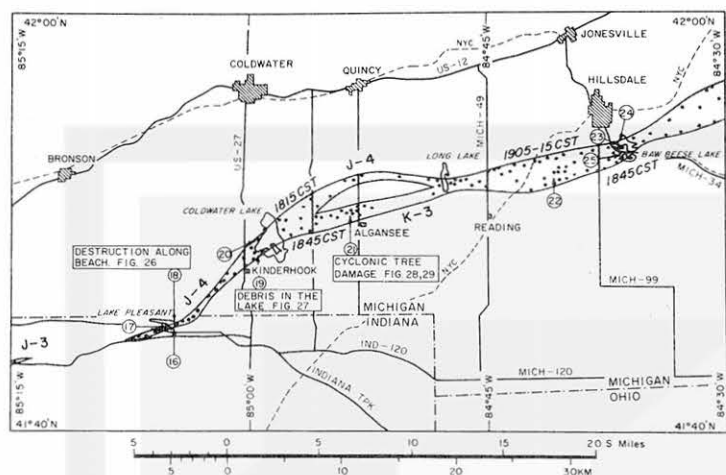 42°00'N
42°00'N
85°15'W
84°45'W
84°30'W
NYC
JONESVILLE
COLDWATER
QUINCY
US-12
HILLSDALE
NYC
US-27
MICH-49
BRONSON
24
23
LONG LAKE
1905-15CST
J-4
1815CST
25
BAW BEESE LAKE
1845CST
MICH-34
COLDWATER LAKE
K-3
22
1845CST
DESTRUCTION ALONG
BEACH. FIG. 26
20
21
ALGANSEE
READING
18
J-4
KINDERHOOK
NYC
CYCLONIC TREE
DAMAGE FIG. 28,29
19
DEBRIS IN THE
LAKE FIG. 27
MICH-99
LAKE PLEASANT
17
MICHIGAN
INDIANA
J-3
16
IND-120
MICH-120
INDIANA TPK
MICHIGAN
OHIO
85°15'W
85°00'W
84°45'W
84°30'W
41°40'N
41°40'N
5 0 5 10 15 20 S Miles
5 0 10 20 30KM